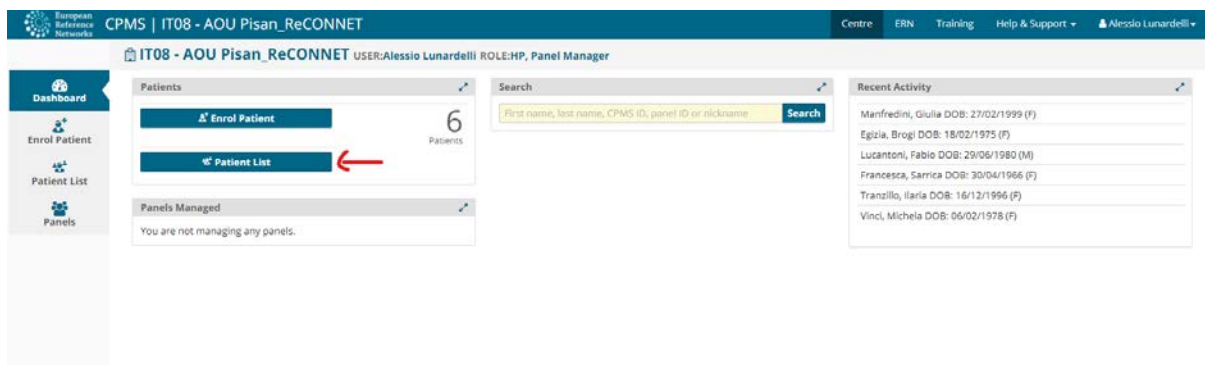 European
Reference
Networks
CPMS | IT08 - AOU Pisan_ReCONNET
Centre ERN Training Help & Support Alessio Lunardelli
IT08 - AOU Pisan_ReCONNET USER:Alessio Lunardelli ROLE:HP, Panel Manager
Dashboard
Enrol Patient
Patient List
Panels
Patients
Enrol Patient
6
Patients
Patient List
Panels Managed
You are not managing any panels.
Search
First name, last name, CPMS ID, panel ID or nickname Search
Recent Activity
Manfredini, Giulia DOB: 27/02/1999 (F)
Egizia, Brogi DOB: 18/02/1975 (F)
Lucantoni, Fabio DOB: 29/06/1980 (M)
Francesca, Sarrica DOB: 30/04/1966 (F)
Tranzillo, Ilaria DOB: 16/12/1996 (F)
Vinci, Michela DOB: 06/02/1978 (F)